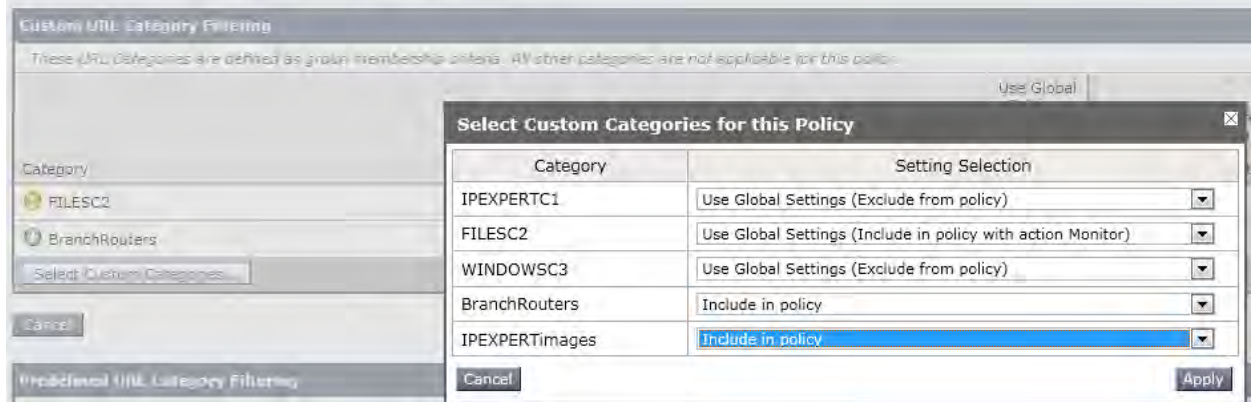 Custom URL Category Filtering
These URL Categories are defined as group membership criteria. All other categories are not applicable for this policy.
Use Global
Select Custom Categories for this Policy
Category
Setting Selection
Category
IPEXPERTC1
Use Global Settings (Exclude from policy)
FILESC2
FILESC2
Use Global Settings (Include in policy with action Monitor)
BranchRouters
WINDOWSC3
Use Global Settings (Exclude from policy)
Select Custom Categories...
BranchRouters
Include in policy
Cancel
IPEXPERTimages
Include in policy
Predefined URL Category Filtering
Cancel
Apply